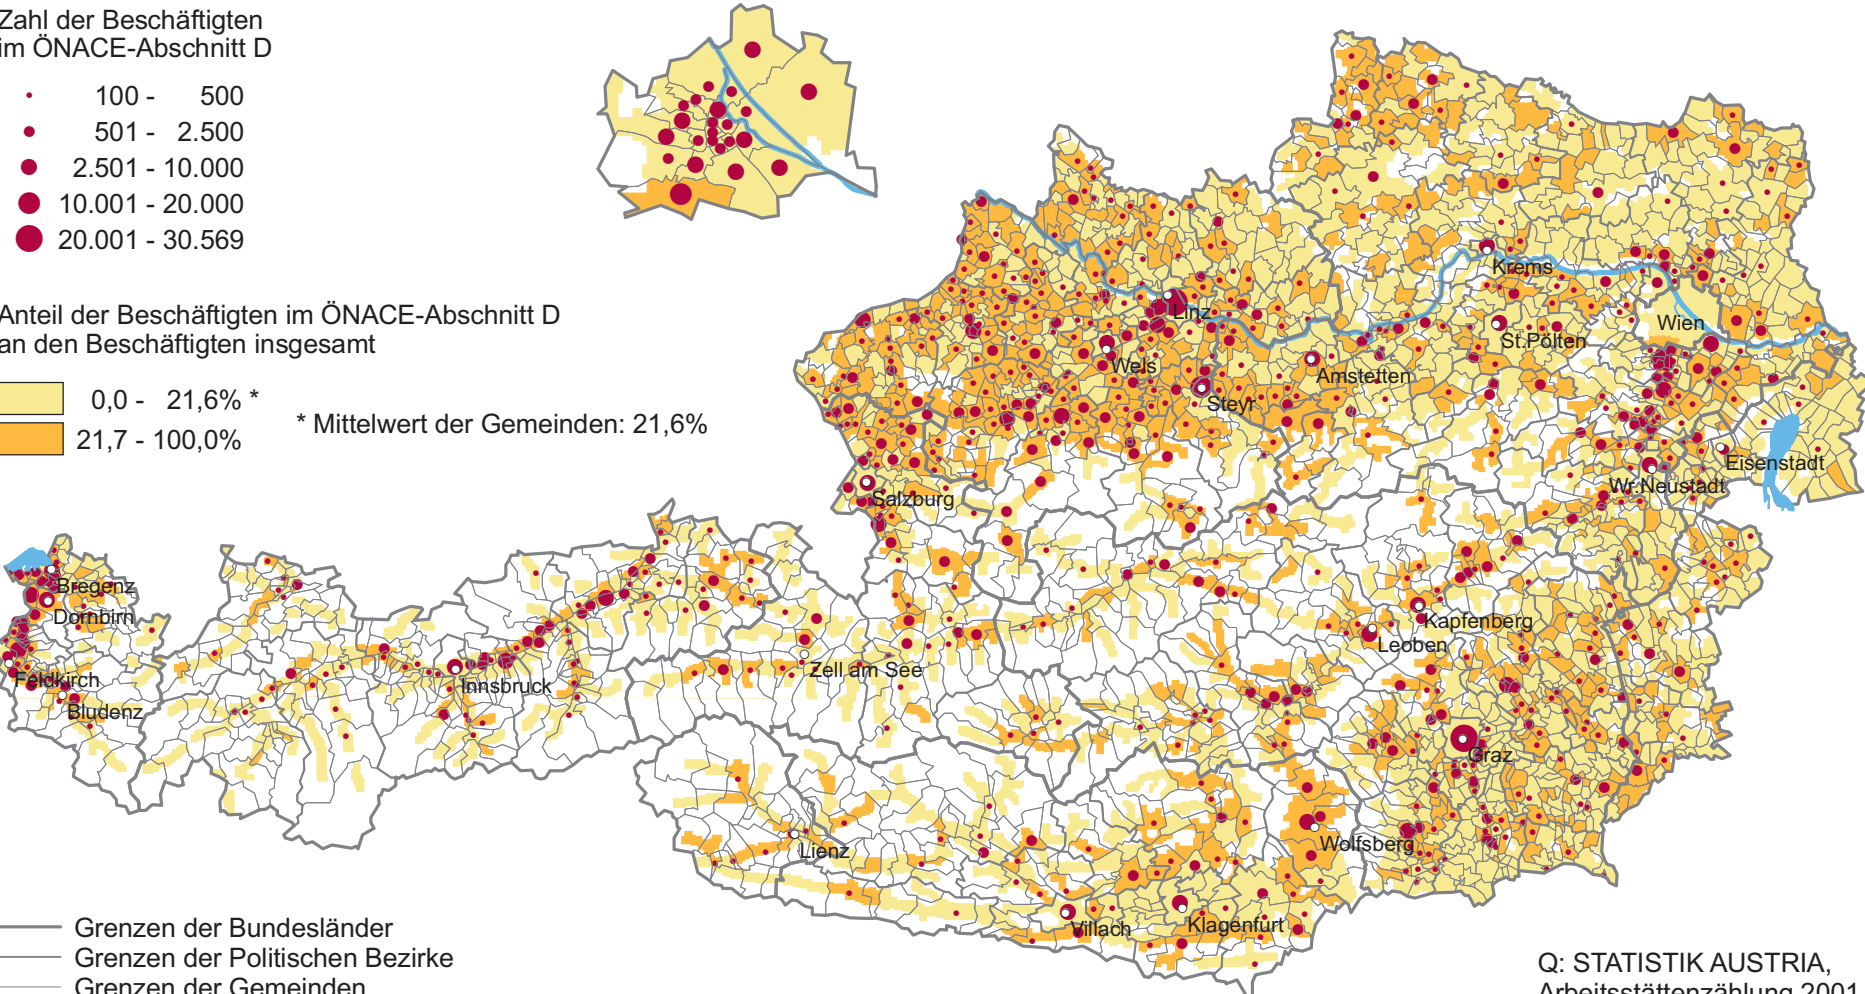 Zahl der Beschäftigten
im ÖNACE-Abschnitt D
100 - 500
501 - 2.500
2.501 - 10.000
10.001 - 20.000
20.001 - 30.569
Anteil der Beschäftigten im ÖNACE-Abschnitt D
an den Beschäftigten insgesamt
0,0 - 21,6% *
21,7 - 100,0%
* Mittelwert der Gemeinden: 21,6%
Krems
Linz
Wien
St.Pölten
Wels
Amstetten
Steyr
Eisenstadt
Wr.Neustadt
Salzburg
Bregenz
Dornbirn
Kapfenberg
Leoben
Zell am See
Feldkirch
Innsbruck
Bludenz
Graz
Wolfsberg
Lienz
Villach
Klagenfurt
Grenzen der Bundesländer
Grenzen der Politischen Bezirke
Grenzen der Gemeinden
Q: STATISTIK AUSTRIA,
Arbeitsstättenzählung 2001